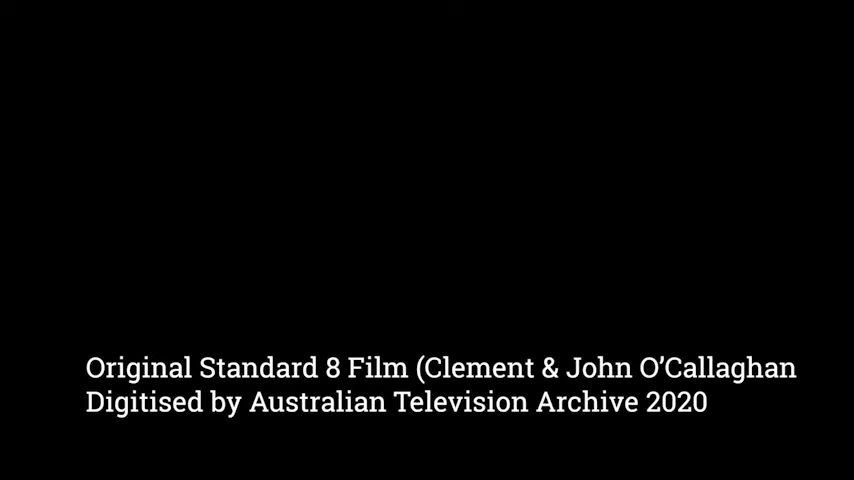 Original Standard 8 Film (Clement & John O’Callaghan
Digitised by Australian Television Archive 2020